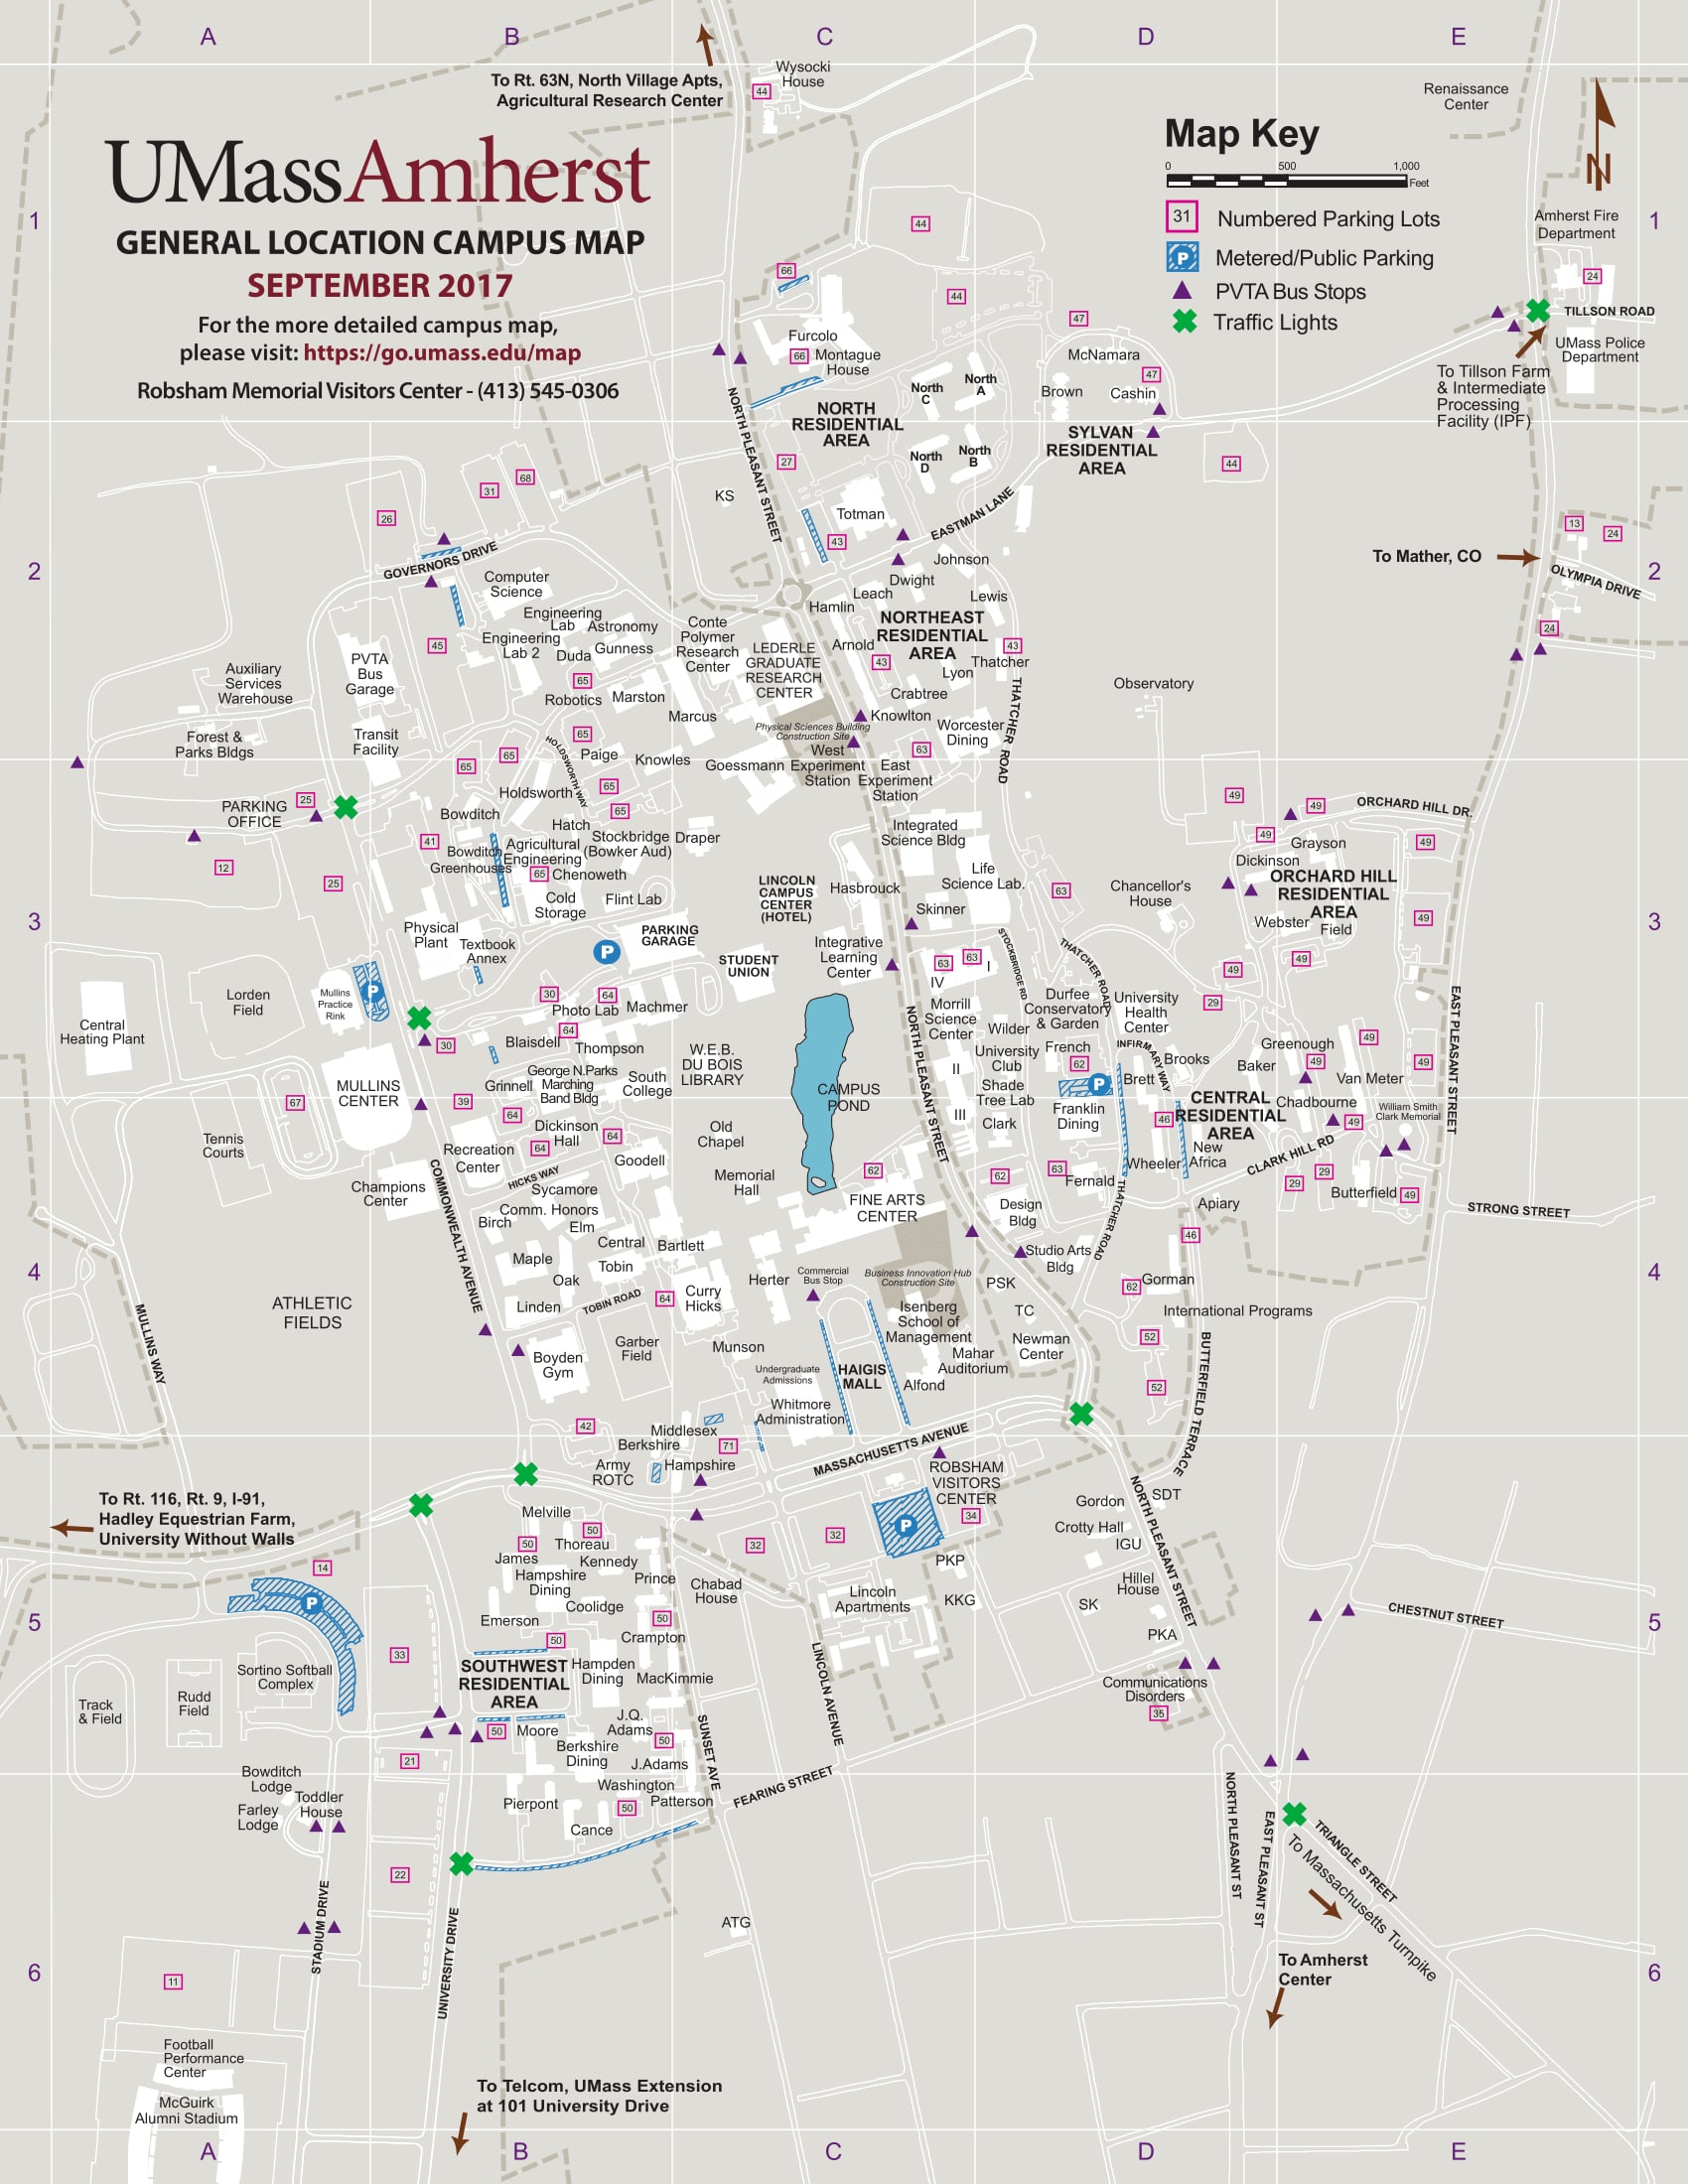 A
B
C
D
E
To Rt. 63N, North Village Apts,
Agricultural Research Center
Wysocki
House
44
Renaissance
Center
UMassAmherst
GENERAL LOCATION CAMPUS MAP
SEPTEMBER 2017
For the more detailed campus map,
please visit: https://go.umass.edu/map
Robsham Memorial Visitors Center - (413) 545-0306
Map Key
0
500
1,000
Feet
31
Numbered Parking Lots
P
Metered/Public Parking
PVTA Bus Stops
Traffic Lights
N
1
1
44
Amherst Fire
Department
24
TILLSON ROAD
UMass Police
Department
To Tillson Farm
& Intermediate
Processing
Facility (IPF)
66
44
47
Furcolo
66
Montague
House
McNamara
47
Brown
Cashin
North
C
North
A
NORTH
RESIDENTIAL
AREA
NORTH PLEASANT STREET
SYLVAN
RESIDENTIAL
AREA
North
D
North
B
27
44
68
31
26
KS
Totman
43
EASTMAN LANE
13
24
2
2
GOVERNORS DRIVE
To Mather, CO
OLYMPIA DRIVE
24
Johnson
Dwight
Leach
Hamlin
Lewis
NORTHEAST
RESIDENTIAL
AREA
Arnold
43
43
Thatcher
Lyon
Crabtree
Knowlton
Worcester
Dining
THATCHER ROAD
63
Observatory
Computer
Science
Engineering
Lab
Astronomy
Engineering
Lab 2
Duda
Gunness
45
65
Robotics
Marston
Marcus
65
Conte
Polymer
Research
Center
LEDERLE
GRADUATE
RESEARCH
CENTER
Physical Sciences Building
Construction Site
West
Experiment
Station
East
Experiment
Station
Goessmann
PVTA
Bus
Garage
Auxiliary
Services
Warehouse
Forest &
Parks Bldgs
Transit
Facility
65
65
HOLDSWORTH WAY
Paige
Knowles
65
65
Holdsworth
PARKING
OFFICE
25
Bowditch
Hatch
Stockbridge
(Bowker Aud)
Draper
41
Bowditch
Greenhouses
Agricultural
Engineering
65
Chenoweth
12
25
Cold
Storage
Flint Lab
Integrated
Science Bldg
Life
Science Lab.
LINCOLN
CAMPUS
CENTER
(HOTEL)
Hasbrouck
Skinner
63
Chancellor's
House
49
49
ORCHARD HILL DR.
49
Grayson
49
Dickinson
ORCHARD HILL
RESIDENTIAL
AREA
Webster
Field
49
49
49
3
3
Physical
Plant
Textbook
Annex
P
PARKING
GARAGE
STUDENT
UNION
Integrative
Learning
Center
63
63
I
IV
STOCKBRIDGE RD
THATCHER ROAD
29
Lorden
Field
Mullins
Practice
Rink
P
Central
Heating Plant
30
64
Photo Lab
Machmer
64
30
Blaisdell
Thompson
W.E.B.
DU BOIS
LIBRARY
NORTH PLEASANT STREET
Morrill
Science
Center
Durfee
Conservatory
& Garden
University
Health
Center
Wilder
University
Club
French
62
INFIRMARY WAY
Brooks
II
P
Brett
Baker
Greenough
49
49
49
Van Meter
EAST PLEASANT STREET
MULLINS
CENTER
67
Grinnell
George N.Parks
Marching
Band Bldg
South
College
39
64
Dickinson
Hall
64
64
CAMPUS
POND
Shade
Tree Lab
III
Clark
Franklin
Dining
46
CENTRAL
RESIDENTIAL
AREA
Chadbourne
49
William Smith
Clark Memorial
Tennis
Courts
Recreation
Center
Goodell
Old
Chapel
Memorial
Hall
62
62
63
Wheeler
New
Africa
CLARK HILL RD
29
29
Butterfield
49
Champions
Center
HICKS WAY
Sycamore
Comm. Honors
Birch
Elm
FINE ARTS
CENTER
Fernald
THATCHER ROAD
Design
Bldg
Apiary
STRONG STREET
COMMONWEALTH AVENUE
Central
Bartlett
Maple
Tobin
Oak
Linden
TOBIN ROAD
64
Curry
Hicks
Herter
Commercial
Bus Stop
Business Innovation Hub
Construction Site
Studio Arts
Bldg
46
62
Gorman
PSK
TC
International Programs
4
4
MULLINS WAY
ATHLETIC
FIELDS
Garber
Field
Boyden
Gym
Munson
Isenberg
School of
Management
Newman
Center
52
Undergraduate
Admissions
HAIGIS
MALL
Mahar
Auditorium
Alfond
52
BUTTERFIELD TERRACE
Whitmore
Administration
42
Middlesex
Berkshire
71
Army
ROTC
Hampshire
MASSACHUSETTS AVENUE
ROBSHAM
VISITORS
CENTER
34
To Rt. 116, Rt. 9, I-91,
Hadley Equestrian Farm,
University Without Walls
Melville
50
50
Thoreau
James
Kennedy
Hampshire
Dining
Prince
32
32
P
Chabad
House
PKP
Lincoln
Apartments
KKG
Gordon
SDT
Crotty Hall
IGU
NORTH PLEASANT STREET
Hillel
House
SK
PKA
14
P
5
5
Coolidge
Emerson
50
Crampton
50
CHESTNUT STREET
33
SOUTHWEST
RESIDENTIAL
AREA
Hampden
Dining
MacKimmie
LINCOLN AVENUE
Communications
Disorders
35
Sortino Softball
Complex
Rudd
Field
Track
& Field
50
Moore
J.Q.
Adams
50
Berkshire
Dining
J.Adams
SUNSET AVE
21
Bowditch
Lodge
Toddler
House
Farley
Lodge
Washington
Patterson
Pierpont
50
Cance
FEARING STREET
NORTH PLEASANT ST
EAST PLEASANT ST
TRIANGLE STREET
To Massachusetts Turnpike
22
STADIUM DRIVE
UNIVERSITY DRIVE
ATG
To Amherst
Center
6
6
11
Football
Performance
Center
McGuirk
Alumni Stadium
To Telcom, UMass Extension
at 101 University Drive
A
B
C
D
E